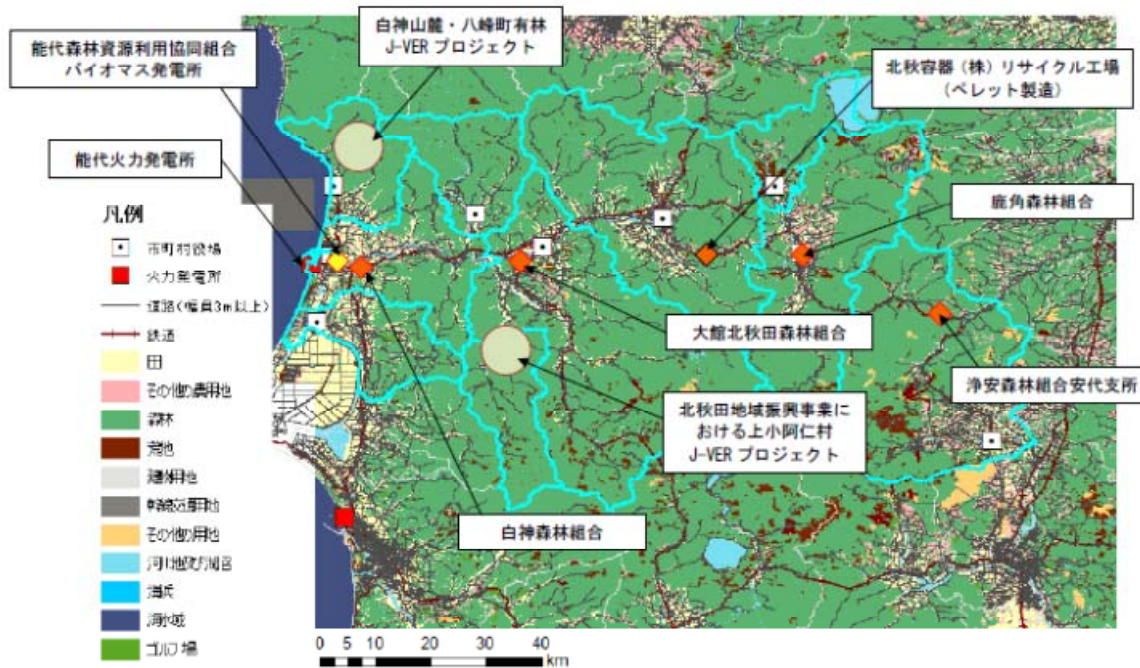 能代森林資源利用協同組合
バイオマス発電所
白神山麓・八峰町有林
J-VER プロジェクト
北秋容器(株)リサイクル工場
(ペレット製造)
能代火力発電所
鹿角森林組合
凡例
市町村役場
火力発電所
道路(幅員3m以上)
鉄道
田
その他の農用地
森林
荒地
建物用地
幹線交通用地
その他の用地
河川地及び湖沼
海浜
海水域
ゴルフ場
大館北秋田森林組合
浄安森林組合安代支所
北秋田地域振興事業に
おける上小阿仁村
J-VER プロジェクト
白神森林組合
0 5 10 20 30 40
km